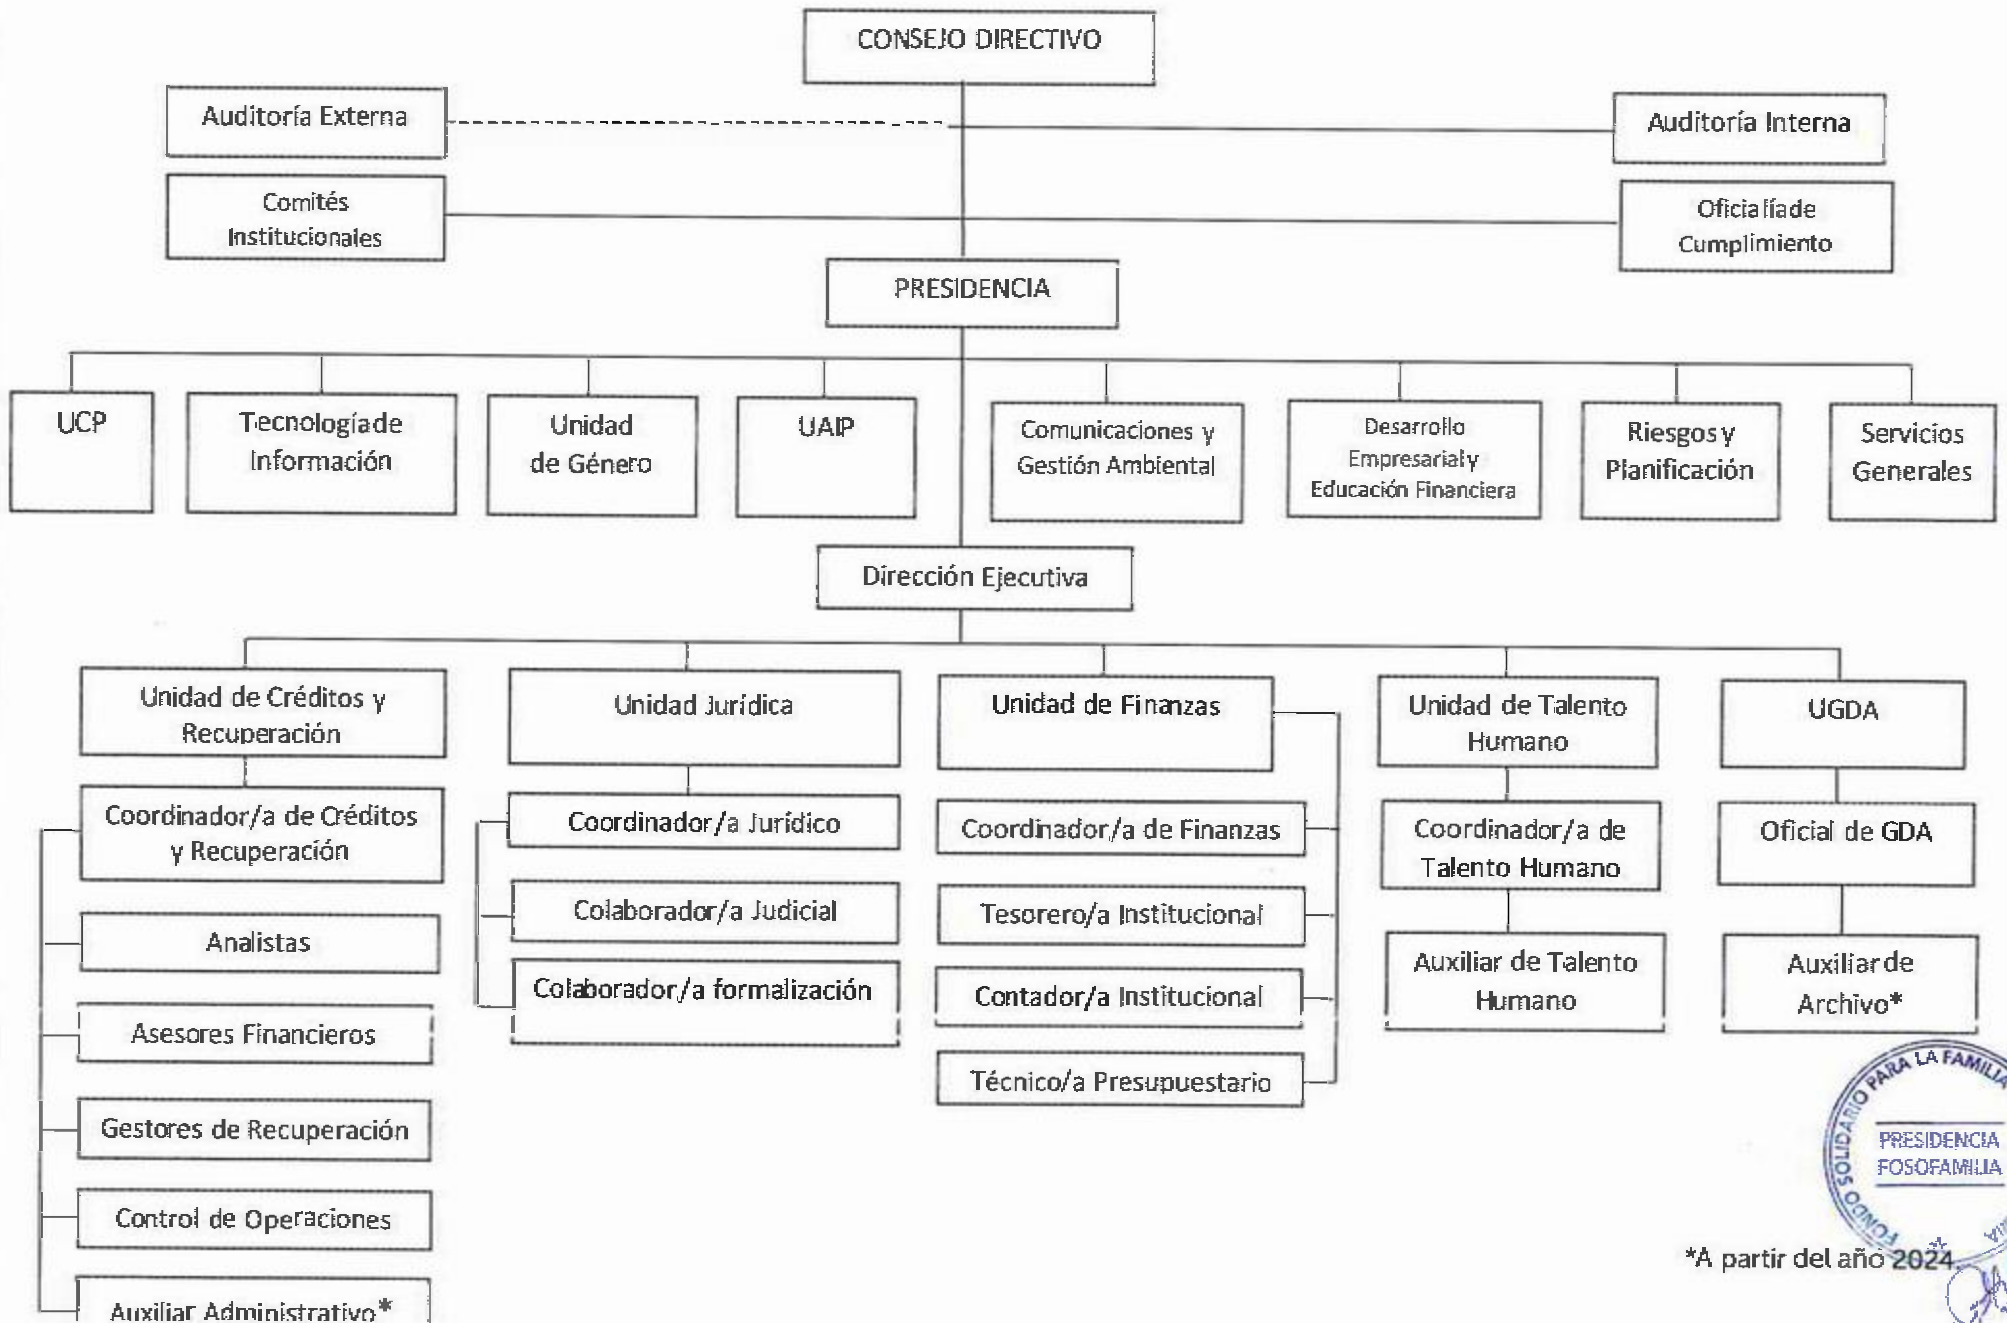 CONSEJO DIRECTIVO
Auditoría Externa
Auditoría Interna
Comités
Institucionales
Oficialía de
Cumplimiento
PRESIDENCIA
UCP
Tecnología de
Información
Unidad
de Género
UAIP
Comunicaciones y
Gestión Ambiental
Desarrollo
Empresarial y
Educación Financiera
Riesgos y
Planificación
Servicios
Generales
Dirección Ejecutiva
Unidad de Créditos y
Recuperación
Unidad Jurídica
Unidad de Finanzas
Unidad de Talento
Humano
UGDA
Coordinador/a de Créditos
y Recuperación
Coordinador/a Jurídico
Coordinador/a de Finanzas
Coordinador/a de
Talento Humano
Oficial de GDA
Analistas
Colaborador/a Judicial
Tesorero/a Institucional
Auxiliar de Talento
Humano
Auxiliar de
Archivo*
Asesores Financieros
Colaborador/a formalización
Contador/a Institucional
Gestores de Recuperación
Técnico/a Presupuestario
Control de Operaciones
Auxiliar Administrativo*
FONDO SOLIDARIO PARA LA FAMILIA
PRESIDENCIA
FOSOFAMILIA
*A partir del año 2024.